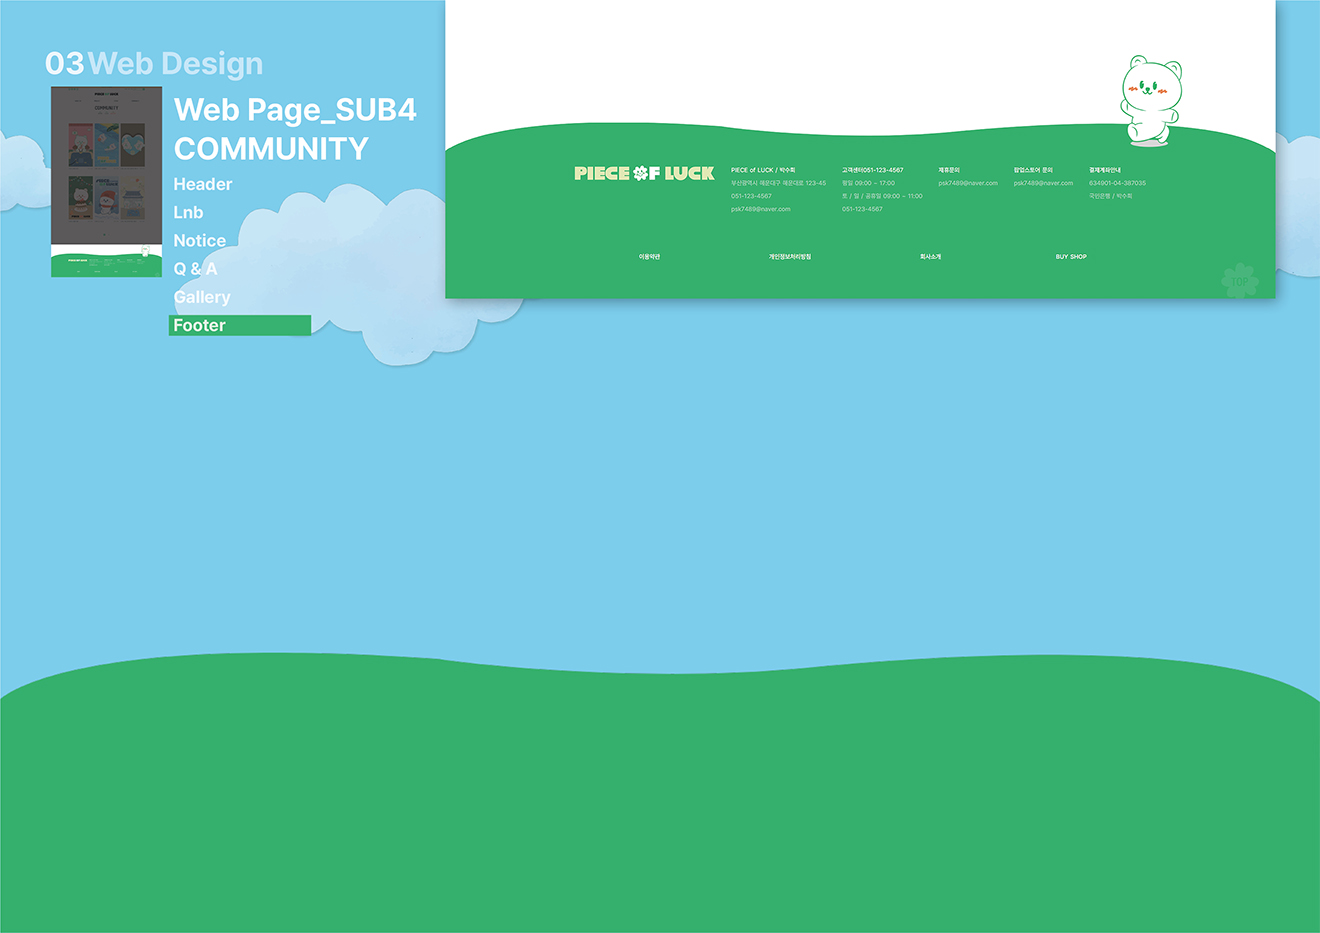 03 Web Design
Web Page_SUB4
COMMUNITY
Header
Lnb
Notice
Q & A
Gallery
Footer
COMMUNITY
PIECE OF LUCK
PIECE of LUCK / 박수희
부산광역시 해운대구 해운대로 123-45
051-123-4567
psk7489@naver.com
고객센터051-123-4567
평일 09:00 ~ 17:00
토 / 일 / 공휴일 09:00 ~ 11:00
051-123-4567
제휴문의
psk7489@naver.com
팝업스토어 문의
psk7489@naver.com
결제계좌안내
634901-04-387035
국민은행 / 박수희
이용약관
개인정보처리방침
회사소개
BUY SHOP
TOP